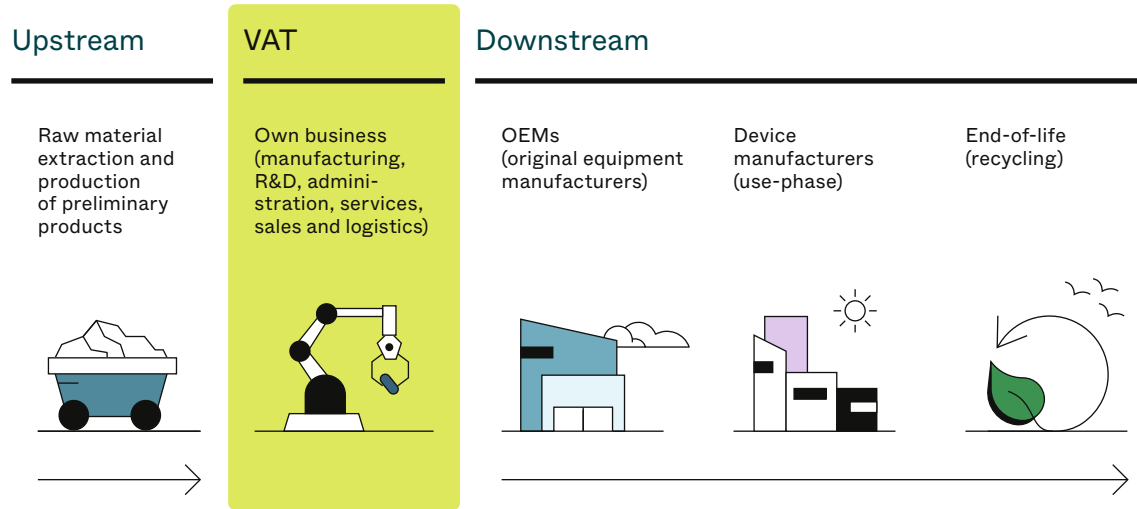 Upstream
VAT
Downstream
Raw material
extraction and
production
of preliminary
products
Own business
(manufacturing,
R&D, admini-
stration, services,
sales and logistics)
OEMs
(original equipment
manufacturers)
Device
manufacturers
(use-phase)
End-of-life
(recycling)